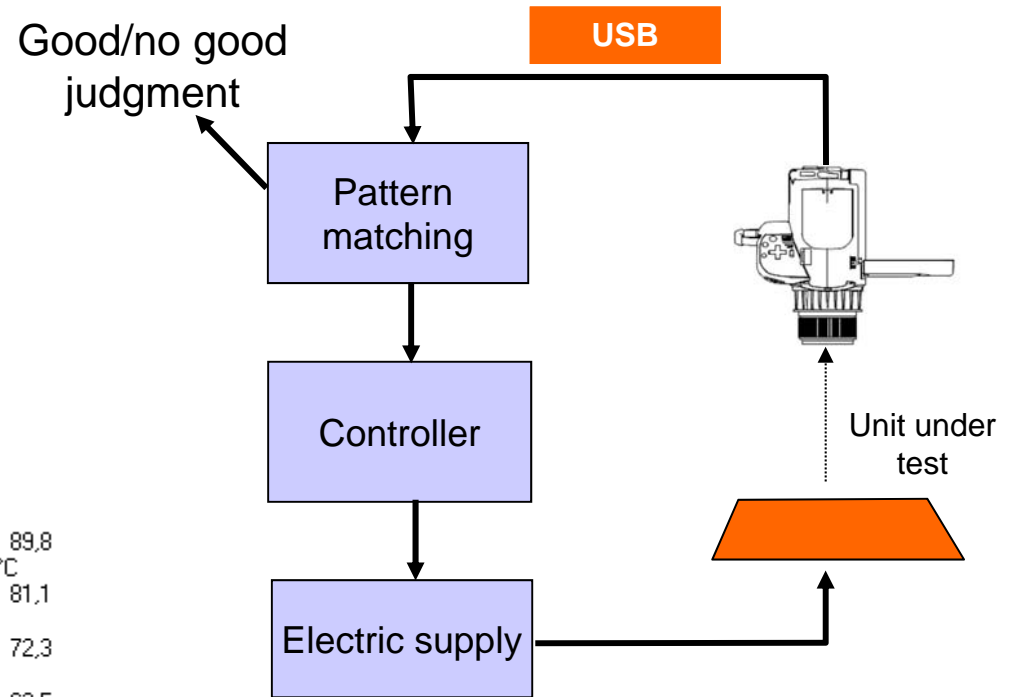 Good/no good
judgment
USB
Pattern
matching
Controller
Unit under
test
89,8
°C
81,1
72,3
Electric supply